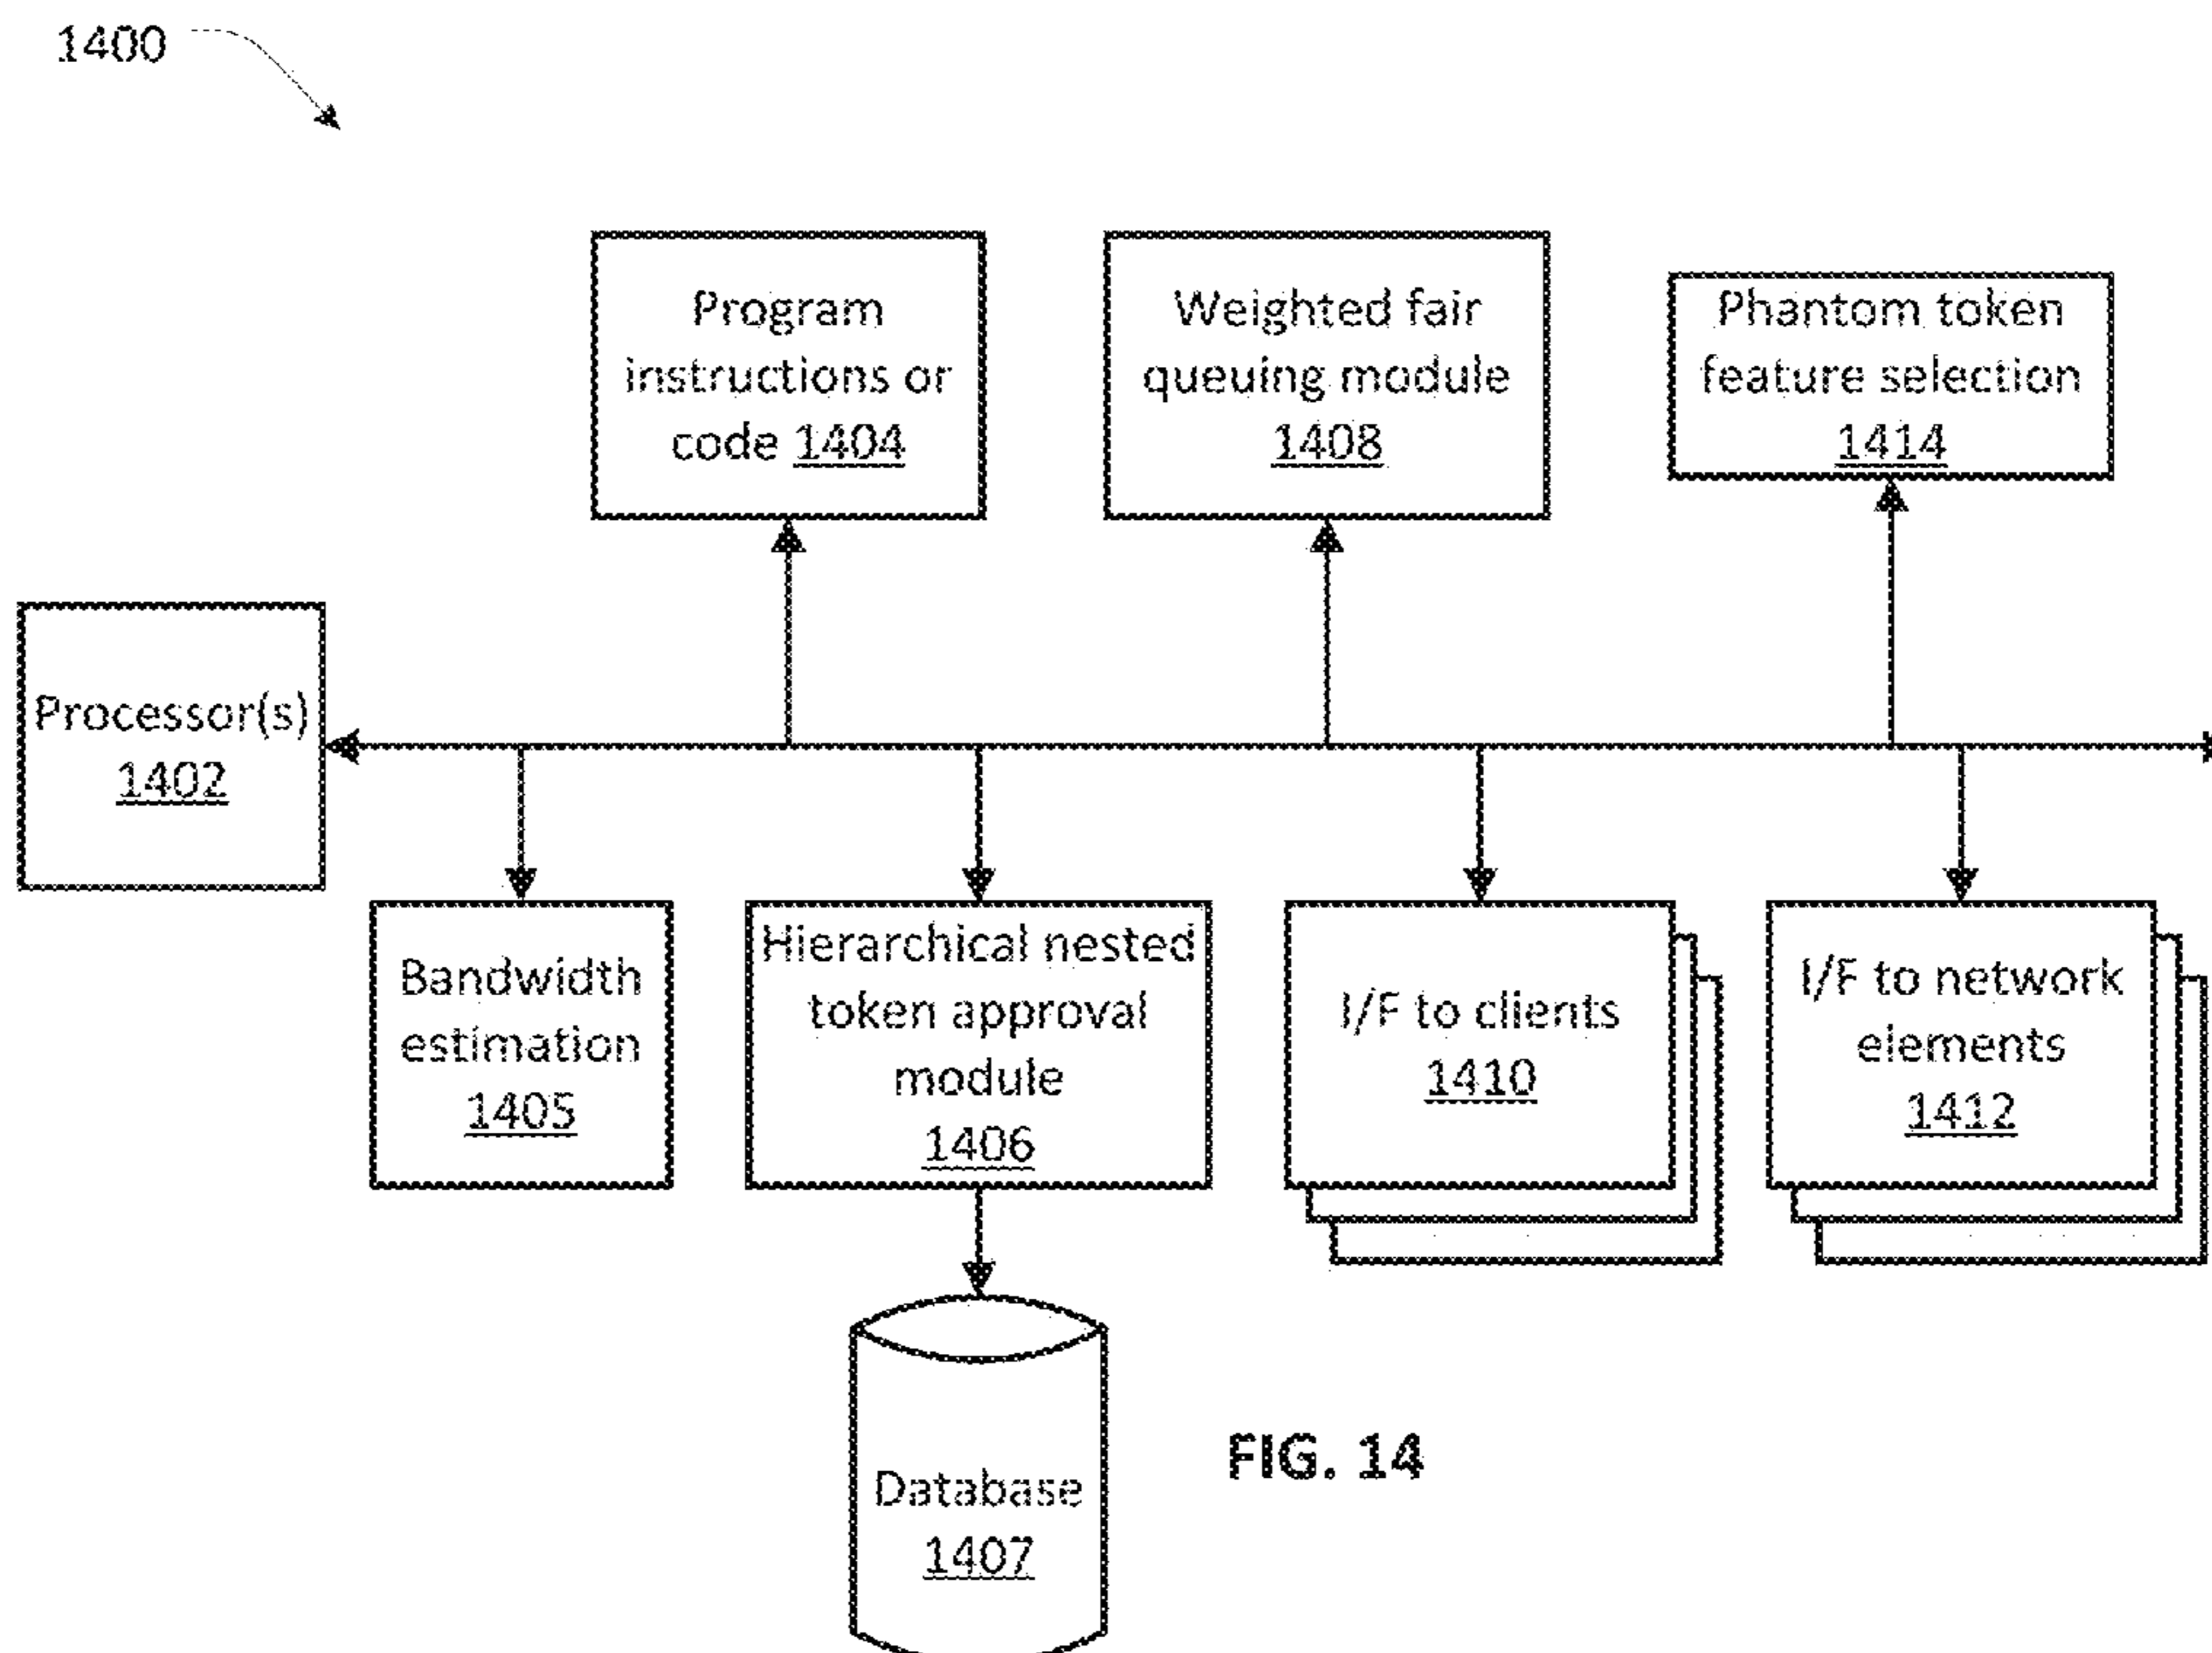 1400
Program
instructions or
code 1404
Weighted fair
queuing module
1408
Phantom token
feature selection
1414
Processor(s)
1402
Bandwidth
estimation
1405
Hierarchical nested
token approval
module
1406
I/F to clients
1410
I/F to network
elements
1412
Database
1407
FIG. 14